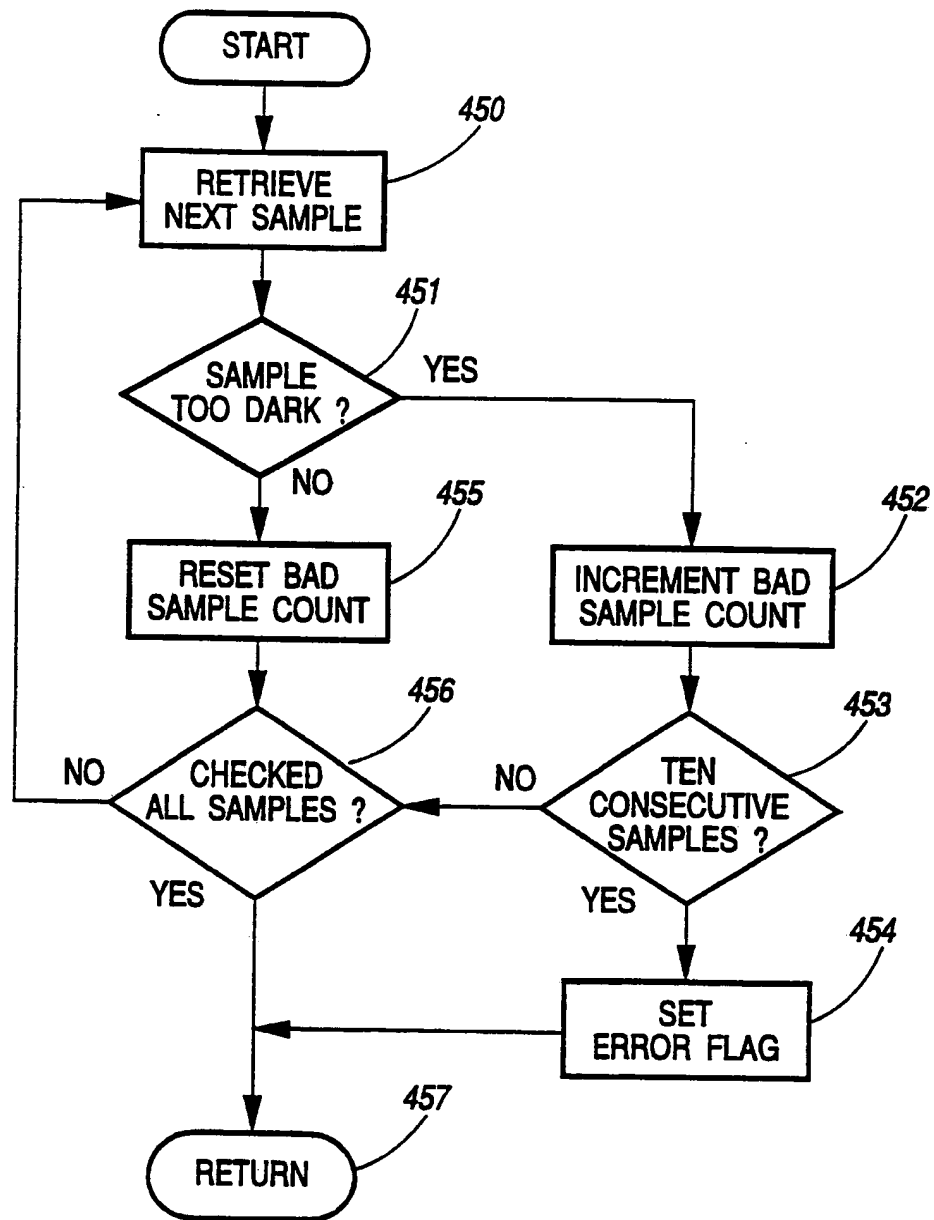 START
450
RETRIEVE
NEXT SAMPLE
451
SAMPLE
TOO DARK ?
YES
NO
455
RESET BAD
SAMPLE COUNT
452
INCREMENT BAD
SAMPLE COUNT
456
CHECKED
ALL SAMPLES ?
NO
YES
453
TEN
CONSECUTIVE
SAMPLES ?
NO
YES
454
SET
ERROR FLAG
457
RETURN